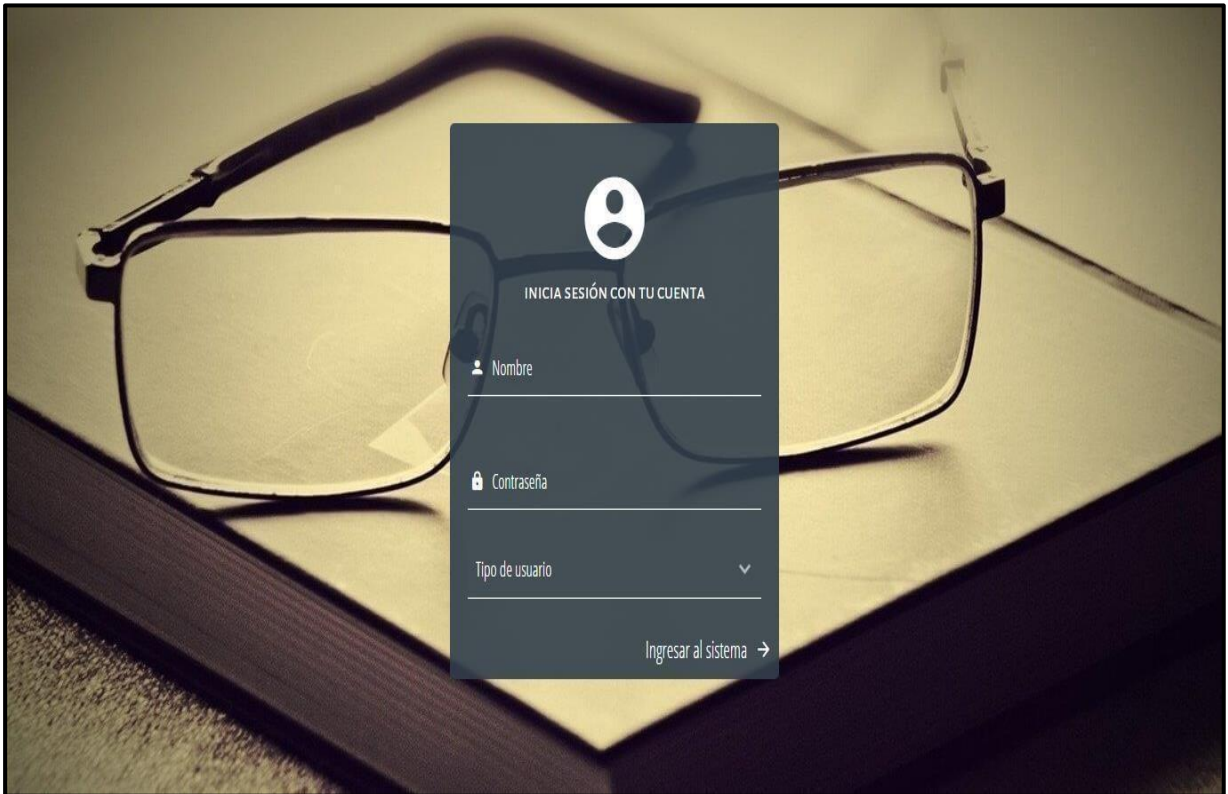 INICIA SESIÓN CON TU CUENTA
Nombre
Contraseña
Tipo de usuario
Ingresar al sistema